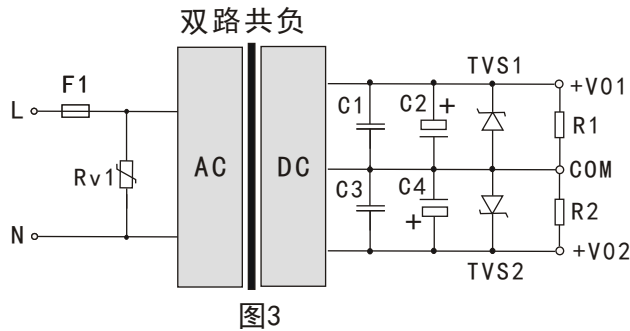 双路共负
F1
L
Rv1
N
AC
DC
C1
C2
+
TVS1
+VO1
R1
COM
C3
C4
+
R2
TVS2
+VO2
图3